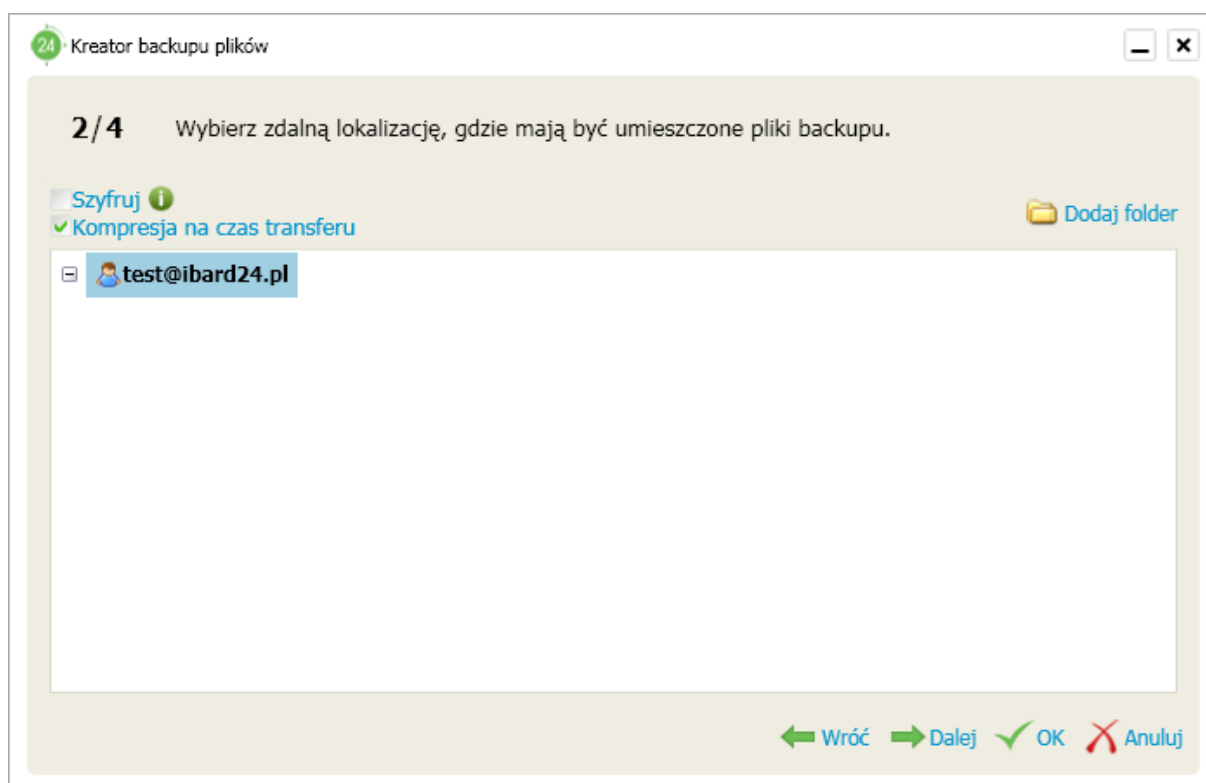 24 Kreator backupu plików
2/4 Wybierz zdalną lokalizację, gdzie mają być umieszczone pliki backupu.
Szyfruj i
Kompresja na czas transferu
Dodaj folder
test@ibard24.pl
Wróć Dalej OK Anuluj